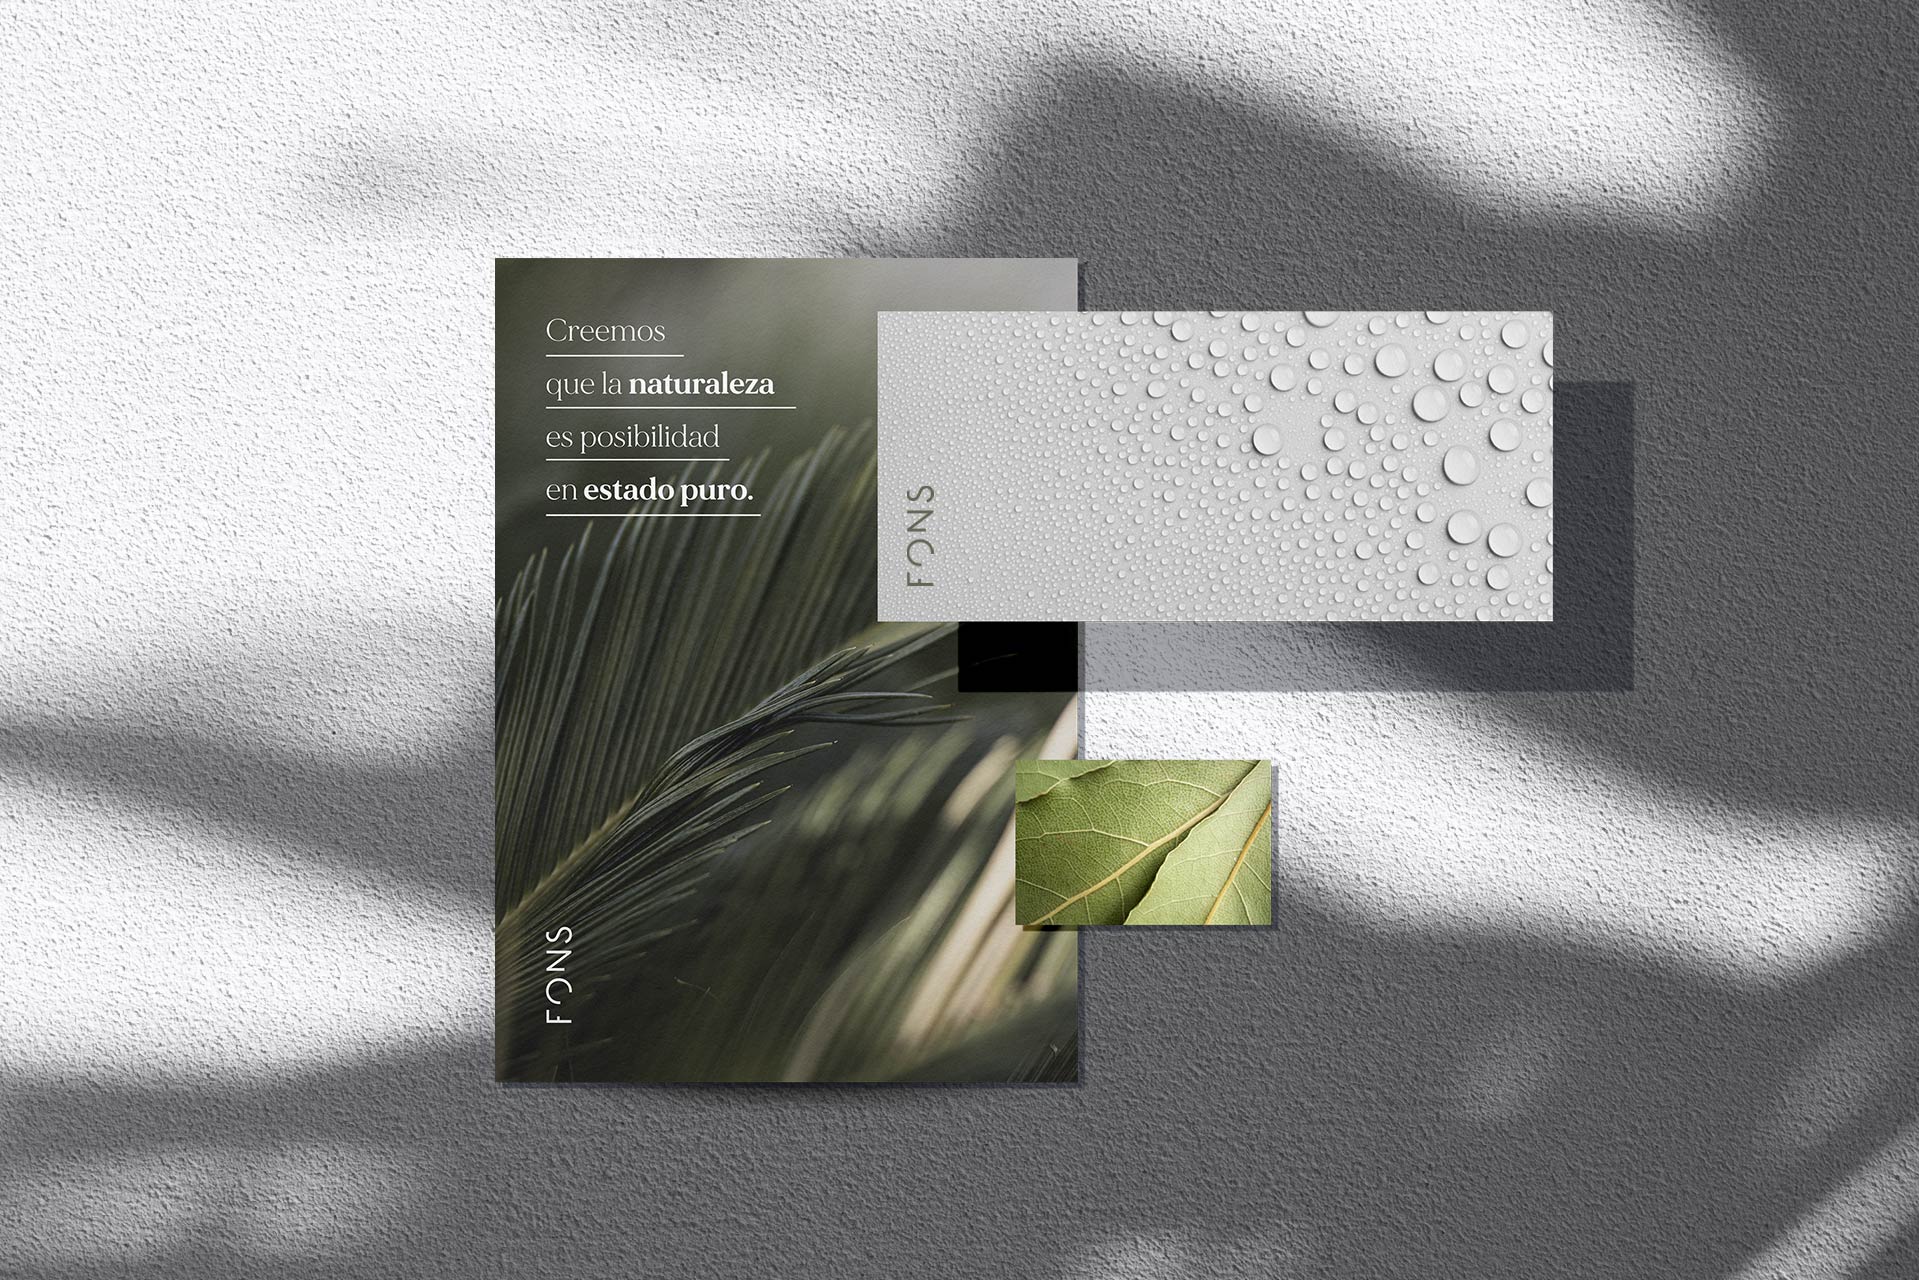 Creemos
que la naturaleza
es posibilidad
en estado puro.
FONS
FONS